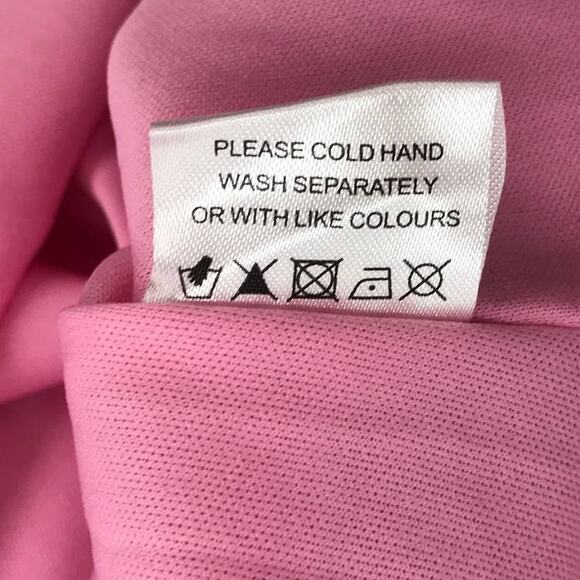 PLEASE COLD HAND
WASH SEPARATELY
OR WITH LIKE COLOURS